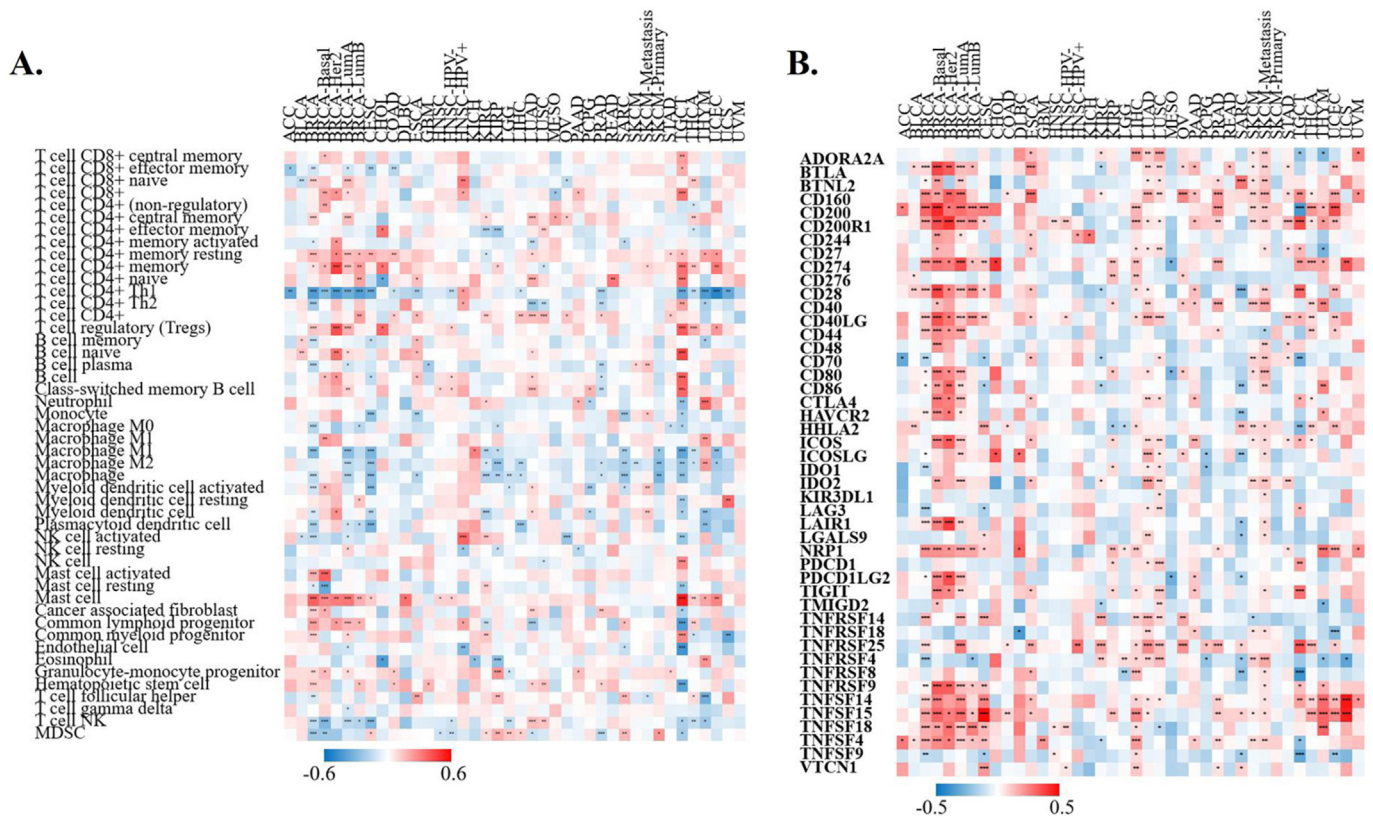 A.
ACC
BLCA
BRCA
BRCA-Basal
BRCA-Her2
BRCA-LumA
BRCA-LumB
CESC
CHOL
COAD
DLBC
ESCA
GBM
HNSC
HNSC-HPV-
HNSC-HPV+
KICH
KIRC
KIRP
LGG
LIHC
LUAD
LUSC
MESO
OV
PAAD
PCPG
PRAD
READ
SARC
SKCM
SKCM-Metastasis
SKCM-Primary
STAD
TGCT
THCA
THYM
UCEC
UCS
UVM
T cell CD8+ central memory
T cell CD8+ effector memory
T cell CD8+ naive
T cell CD8+
T cell CD4+ (non-regulatory)
T cell CD4+ central memory
T cell CD4+ effector memory
T cell CD4+ memory activated
T cell CD4+ memory resting
T cell CD4+ memory
T cell CD4+ naive
T cell CD4+ Th1
T cell CD4+ Th2
T cell CD4+
T cell regulatory (Tregs)
B cell memory
B cell naive
B cell plasma
B cell
Class-switched memory B cell
Neutrophil
Monocyte
Macrophage M0
Macrophage M1
Macrophage M1
Macrophage M2
Macrophage
Myeloid dendritic cell activated
Myeloid dendritic cell resting
Myeloid dendritic cell
Plasmacytoid dendritic cell
NK cell activated
NK cell resting
NK cell
Mast cell activated
Mast cell resting
Mast cell
Cancer associated fibroblast
Common lymphoid progenitor
Common myeloid progenitor
Endothelial cell
Eosinophil
Granulocyte-monocyte progenitor
Hematopoietic stem cell
T cell follicular helper
T cell gamma delta
T cell NK
MDSC
-0.6
0.6
B.
ACC
BLCA
BRCA
BRCA-Basal
BRCA-Her2
BRCA-LumA
BRCA-LumB
CESC
CHOL
COAD
DLBC
ESCA
GBM
HNSC
HNSC-HPV-
HNSC-HPV+
KICH
KIRC
KIRP
LGG
LIHC
LUAD
LUSC
MESO
OV
PAAD
PCPG
PRAD
READ
SARC
SKCM
SKCM-Metastasis
SKCM-Primary
STAD
TGCT
THCA
THYM
UCEC
UCS
UVM
ADORA2A
BTLA
BTNL2
CD160
CD200
CD200R1
CD244
CD27
CD274
CD276
CD28
CD40
CD40LG
CD44
CD48
CD70
CD80
CD86
CTLA4
HAVCR2
HHLA2
ICOS
ICOSLG
IDO1
IDO2
KIR3DL1
LAG3
LAIR1
LGALS9
NRP1
PDCD1
PDCD1LG2
TIGIT
TMIGD2
TNFRSF14
TNFRSF18
TNFRSF25
TNFRSF4
TNFRSF8
TNFRSF9
TNFSF14
TNFSF15
TNFSF18
TNFSF4
TNFSF9
VTCN1
-0.5
0.5